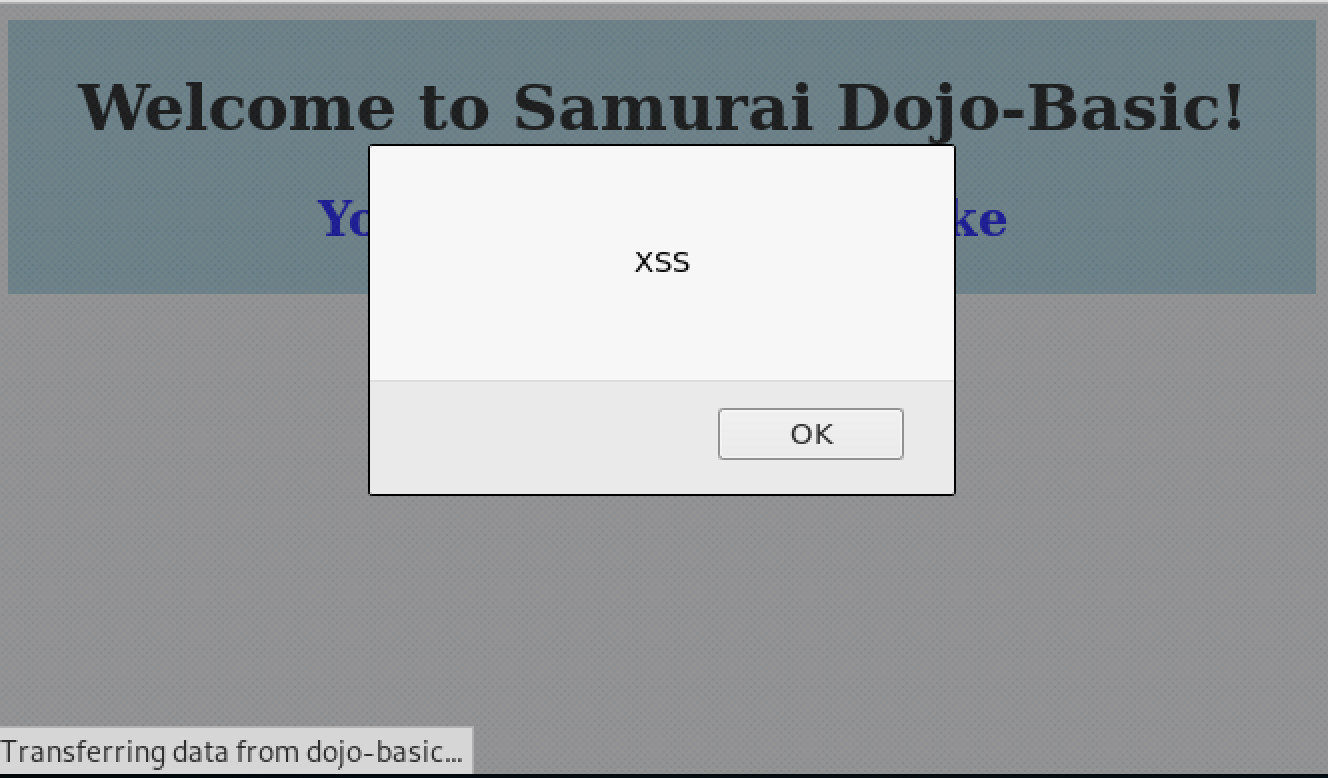 Welcome to Samurai Dojo-Basic!
xss
OK
Transferring data from dojo-basic...